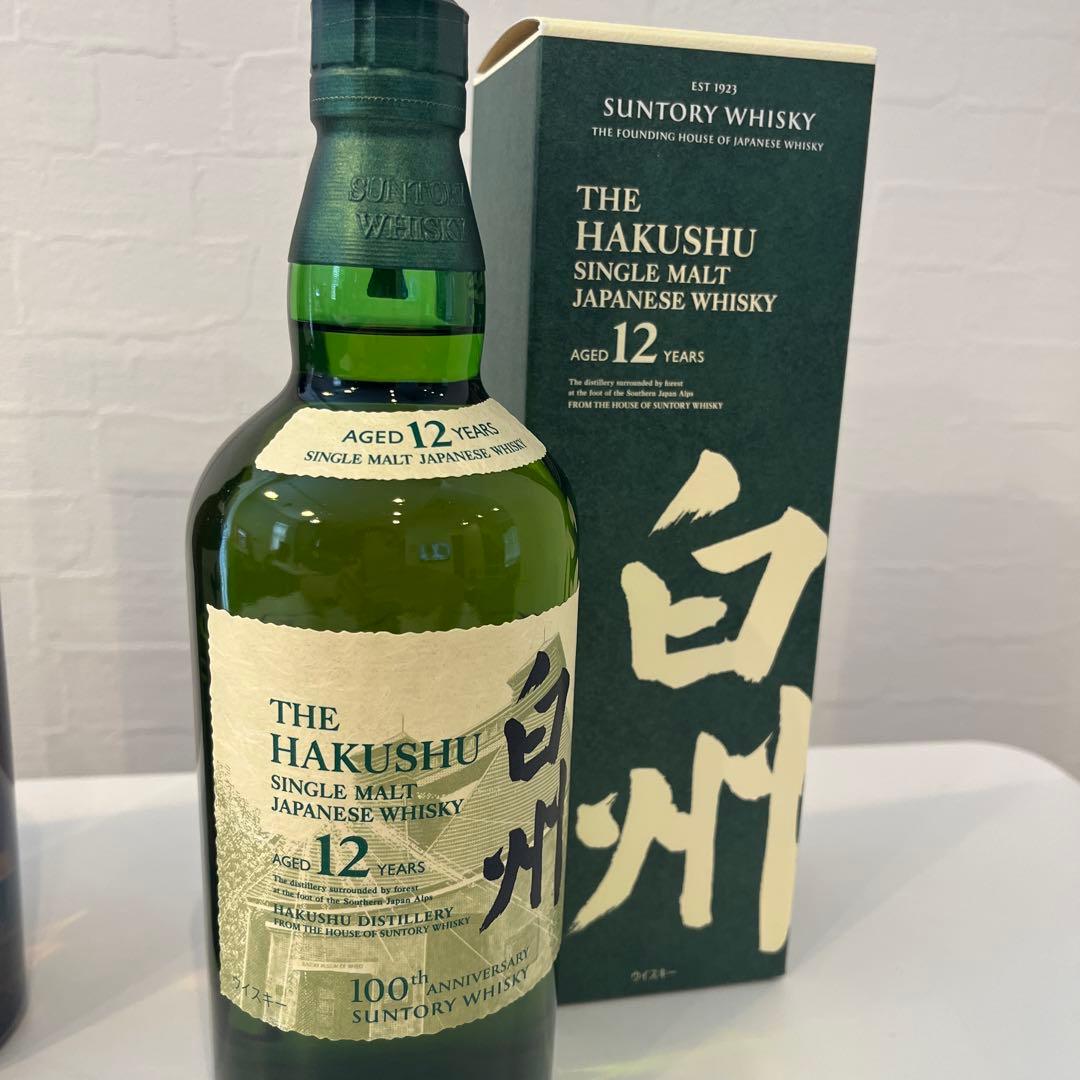 SUNTORY
WHISKY
AGED 12 YEARS
SINGLE MALT JAPANESE WHISKY
THE
HAKUSHU
SINGLE MALT
JAPANESE WHISKY
AGED 12 YEARS
The distillery surrounded by forest
at the foot of the Southern Japan Alps
HAKUSHU DISTILLERY
FROM THE HOUSE OF SUNTORY WHISKY
白州
ウイスキー
100th ANNIVERSARY
SUNTORY WHISKY
EST 1923
SUNTORY WHISKY
THE FOUNDING HOUSE OF JAPANESE WHISKY
THE
HAKUSHU
SINGLE MALT
JAPANESE WHISKY
AGED 12 YEARS
The distillery surrounded by forest
at the foot of the Southern Japan Alps
FROM THE HOUSE OF SUNTORY WHISKY
白州
ウイスキー